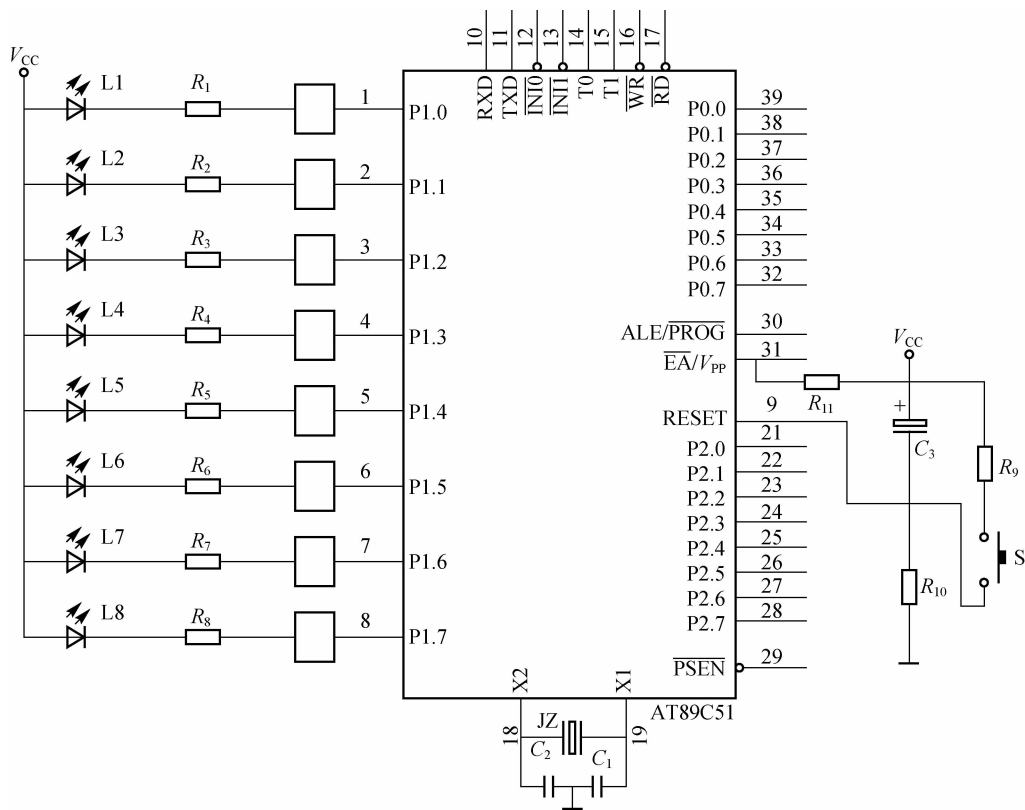 10 11 12 13 14 15 16 17
RXD TXD INI0 INI1 T0 T1 WR RD
VCC
L1 R1 1 P1.0
L2 R2 2 P1.1
L3 R3 3 P1.2
L4 R4 4 P1.3
L5 R5 5 P1.4
L6 R6 6 P1.5
L7 R7 7 P1.6
L8 R8 8 P1.7
P0.0 39
P0.1 38
P0.2 37
P0.3 36
P0.4 35
P0.5 34
P0.6 33
P0.7 32
ALE/PROG 30
EA/VPP 31
RESET 9
P2.0 21
P2.1 22
P2.2 23
P2.3 24
P2.4 25
P2.5 26
P2.6 27
P2.7 28
PSEN 29
VCC
R11
+
C3
R9
S
R10
X2 X1
AT89C51
18 JZ 19
C2 C1